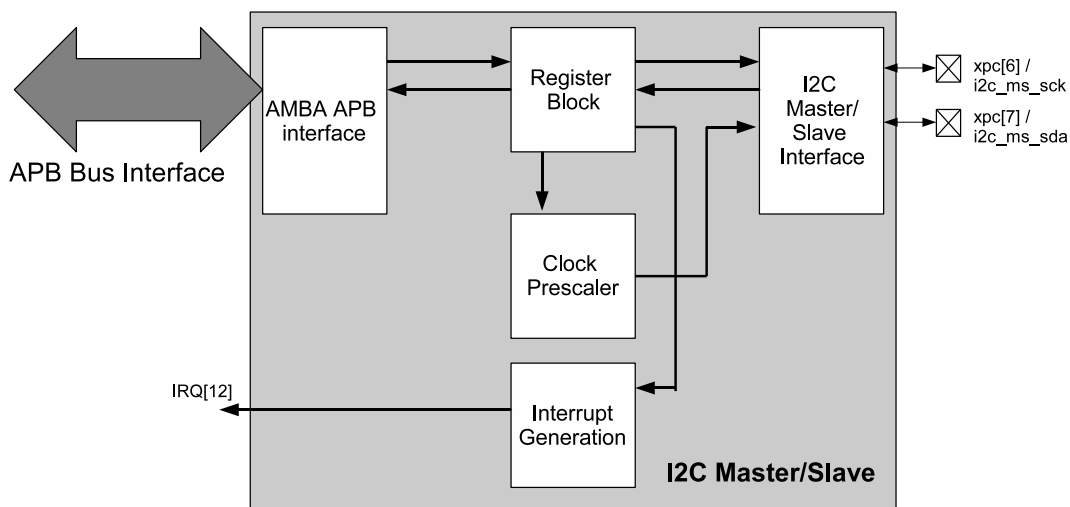 APB Bus Interface
AMBA APB
interface
Register
Block
I2C
Master/
Slave
Interface
xpc[6] /
i2c_ms_sck
xpc[7] /
i2c_ms_sda
Clock
Prescaler
IRQ[12]
Interrupt
Generation
I2C Master/Slave